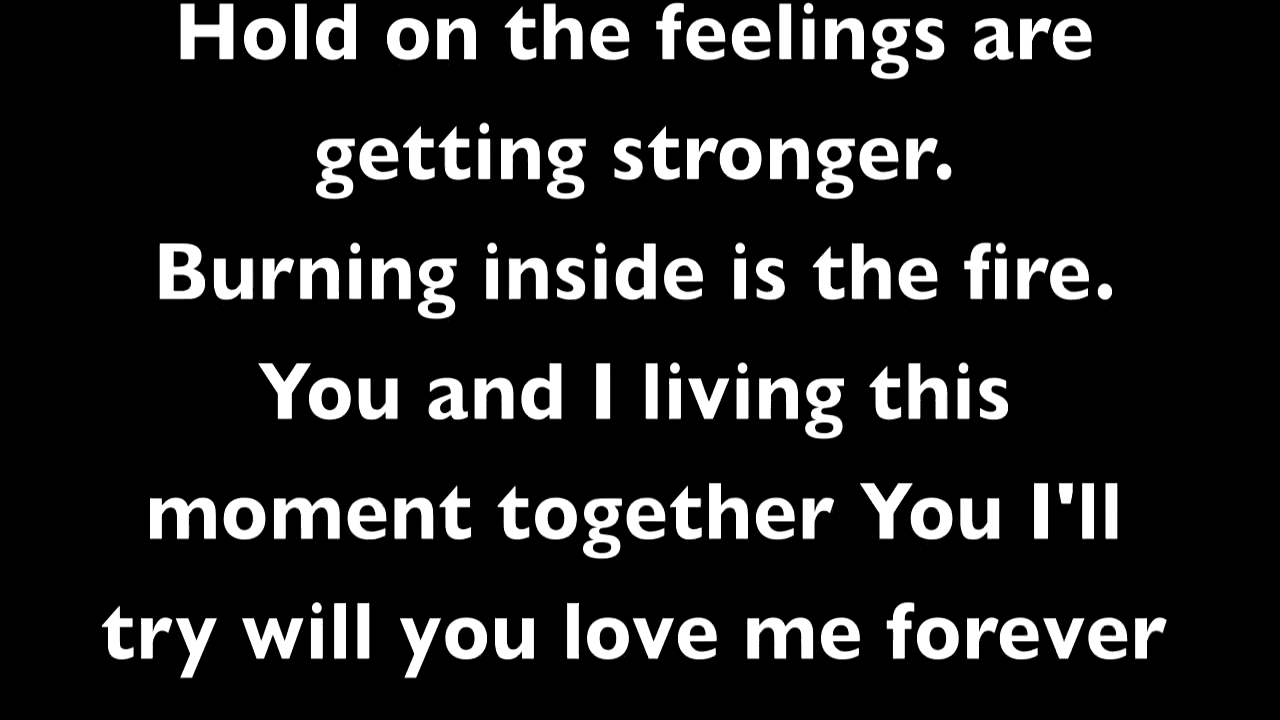 Hold on the feelings are
getting stronger.
Burning inside is the fire.
You and I living this
moment together You I'll
try will you love me forever